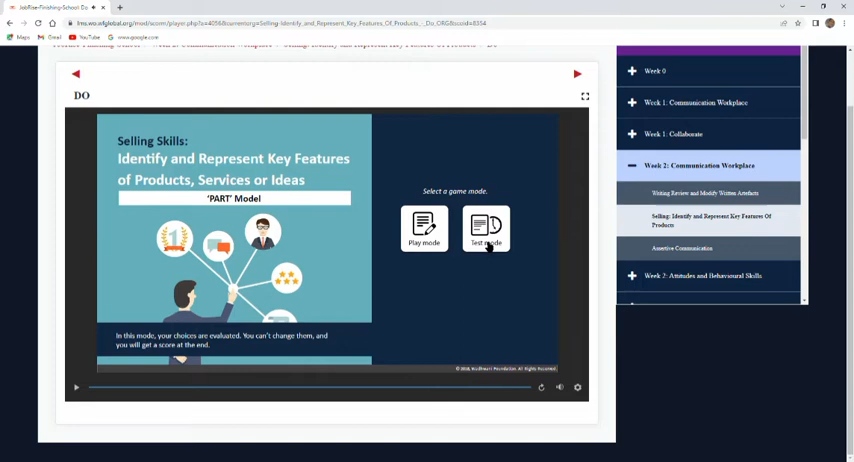 JobRise-Finishing-School: Do
lms.ws.wfglobal.org/mod/scorm/player.php?a=4056&currentorg=Selling-Identify_and_Represent_Key_Features_Of_Products_-_Do_ORG&scoid=8354
Maps
Gmail
YouTube
www.google.com
DO
Selling Skills:
Identify and Represent Key Features
of Products, Services or Ideas
'PART' Model
1
Select a game mode.
Play mode
Test mode
In this mode, your choices are evaluated. You can't change them, and
you will get a score at the end.
© 2018, Wadhwani Foundation. All Rights Reserved.
Week 0
Week 1: Communication Workplace
Week 1: Collaborate
Week 2: Communication Workplace
Writing Review and Modify Written Artefacts
Selling: Identify and Represent Key Features Of
Products
Assertive Communication
Week 2: Attitudes and Behavioural Skills